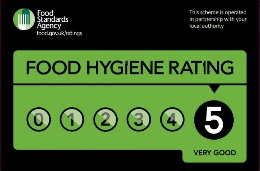 Food
Standards
Agency
food.gov.uk/ratings
This scheme is operated
in partnership with your
local authority
FOOD HYGIENE RATING
0 1 2 3 4 5
VERY GOOD